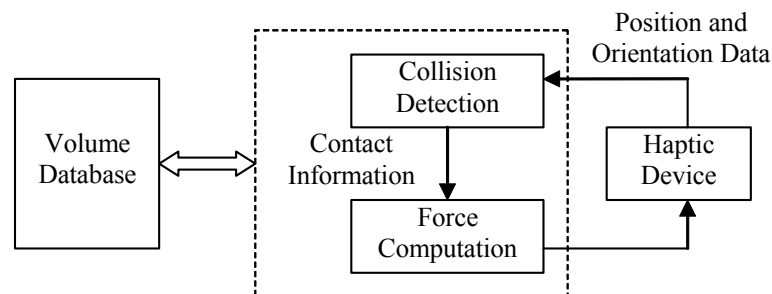 Position and
Orientation Data
Collision
Detection
Volume
Database
Contact
Information
Haptic
Device
Force
Computation